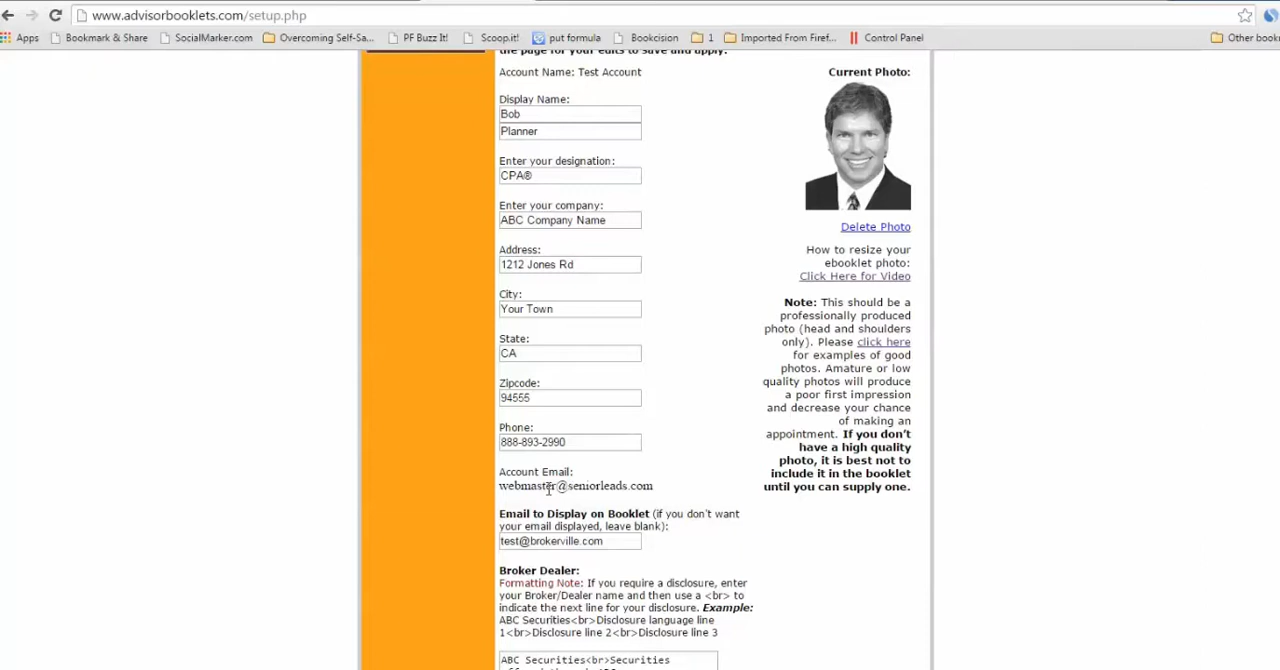 www.advisorbooklets.com/setup.php
Apps Bookmark & Share SocialMarker.com Overcoming Self-Sa... PF Buzz It! Scoop.it! put formula Bookcision 1 Imported From Firef... Control Panel Other book
the page for your edits to save and apply.
Account Name: Test Account
Display Name:
Bob
Planner
Enter your designation:
CPA®
Enter your company:
ABC Company Name
Address:
1212 Jones Rd
City:
Your Town
State:
CA
Zipcode:
94555
Phone:
888-893-2990
Account Email:
webmaster@seniorleads.com
Email to Display on Booklet (if you don't want
your email displayed, leave blank):
test@brokerville.com
Broker Dealer:
Formatting Note: If you require a disclosure, enter
your Broker/Dealer name and then use a <br> to
indicate the next line for your disclosure. Example:
ABC Securities<br>Disclosure language line
1<br>Disclosure line 2<br>Disclosure line 3
ABC Securities<br>Securities
Current Photo:
Delete Photo
How to resize your
ebooklet photo:
Click Here for Video
Note: This should be a
professionally produced
photo (head and shoulders
only). Please click here
for examples of good
photos. Amature or low
quality photos will produce
a poor first impression
and decrease your chance
of making an
appointment. If you don't
have a high quality
photo, it is best not to
include it in the booklet
until you can supply one.